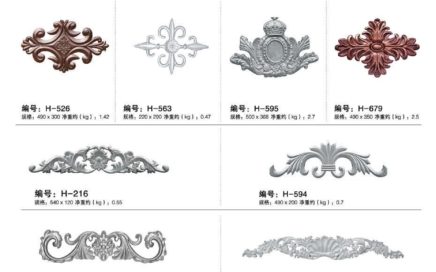 编号：H-526
规格：490 x 300 净重约（kg）：1.42
编号：H-563
规格：220 x 290 净重约（kg）：0.47
编号：H-595
规格：500 x 368 净重约（kg）：2.7
编号：H-679
规格：490 x 350 净重约（kg）：2.5
编号：H-216
规格：540 x 120 净重约（kg）：0.55
编号：H-594
规格：490 x 200 净重约（kg）：0.7